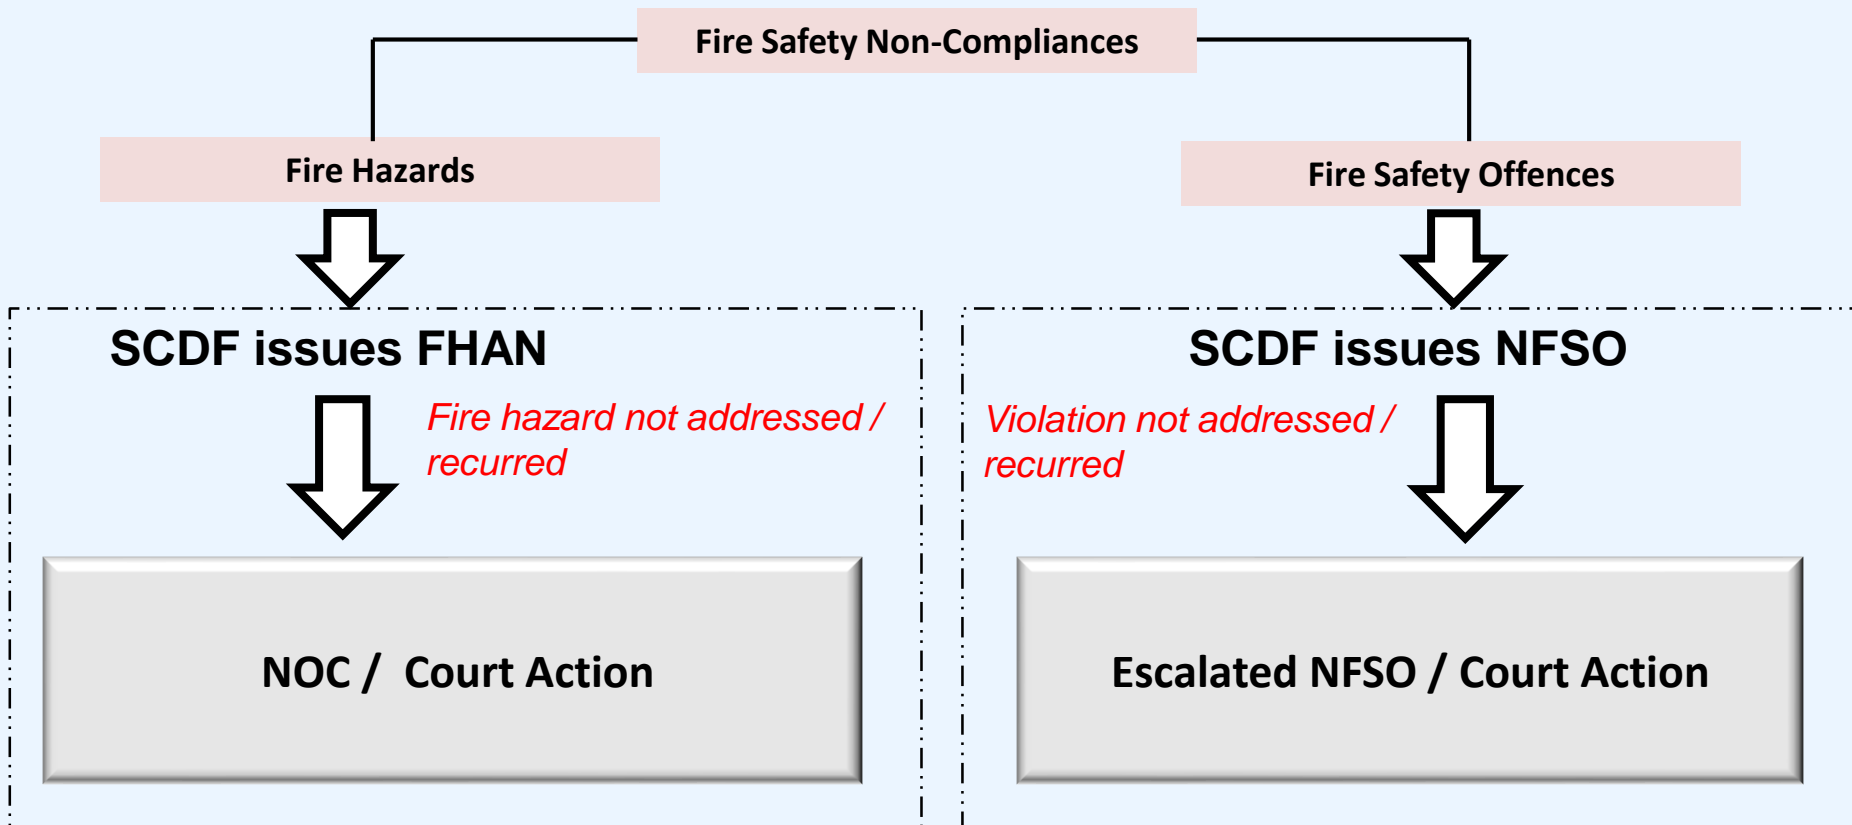 Fire Safety Non-Compliances
Fire Hazards
Fire Safety Offences
SCDF issues FHAN
Fire hazard not addressed /
recurred
NOC / Court Action
SCDF issues NFSO
Violation not addressed /
recurred
Escalated NFSO / Court Action